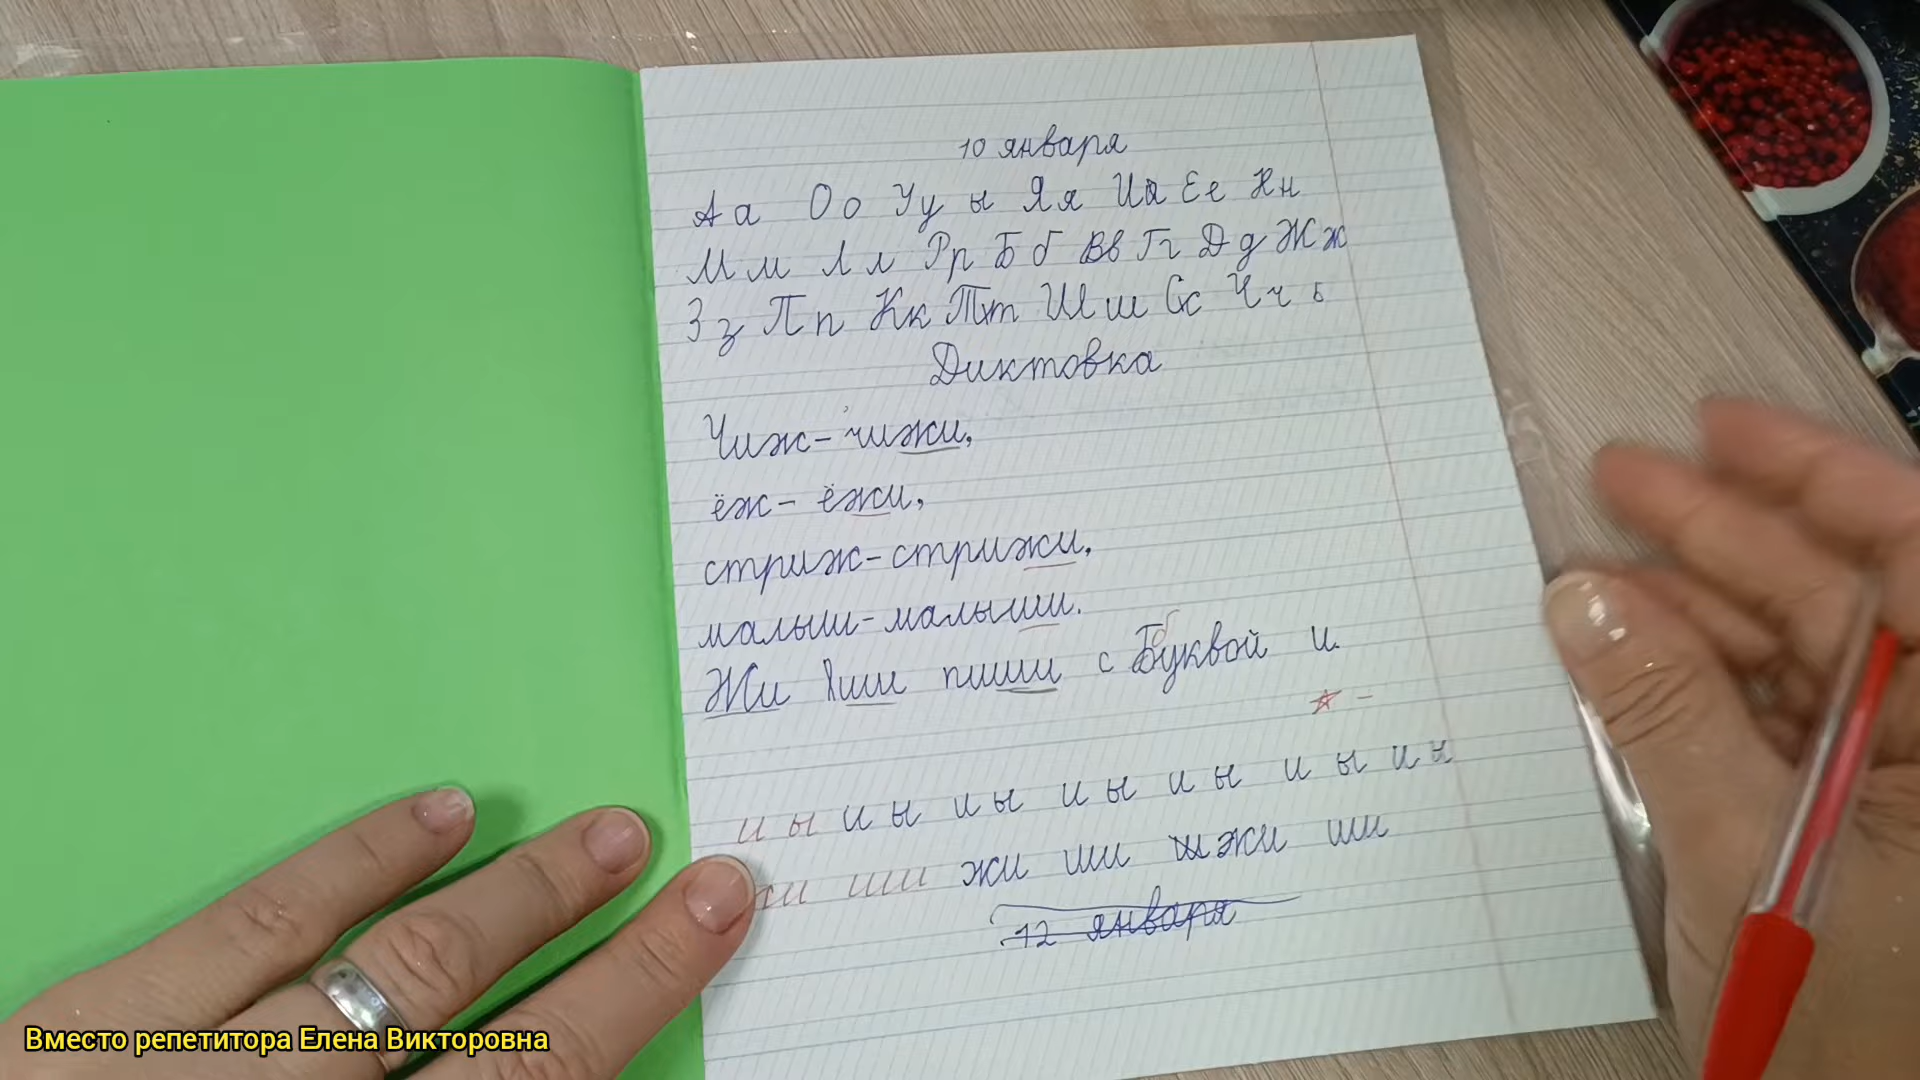 10 января
Аа Оо Уу ы Яя Ии Ее Нн
Мм Лл Рр Бб Вв Гг Дд Жж
Зз Пп Кк Тт Шш Сс Чч ь
Диктовка
Чиж- чижи,
ёж- ёжи,
стриж-стрижи,
малыш-малыши.
Жи ши пиши с Буквой и.
и ы и ы и ы и ы и ы и ы и
жи ши жи ши жи ши
12 января
Вместо репетитора Елена Викторовна